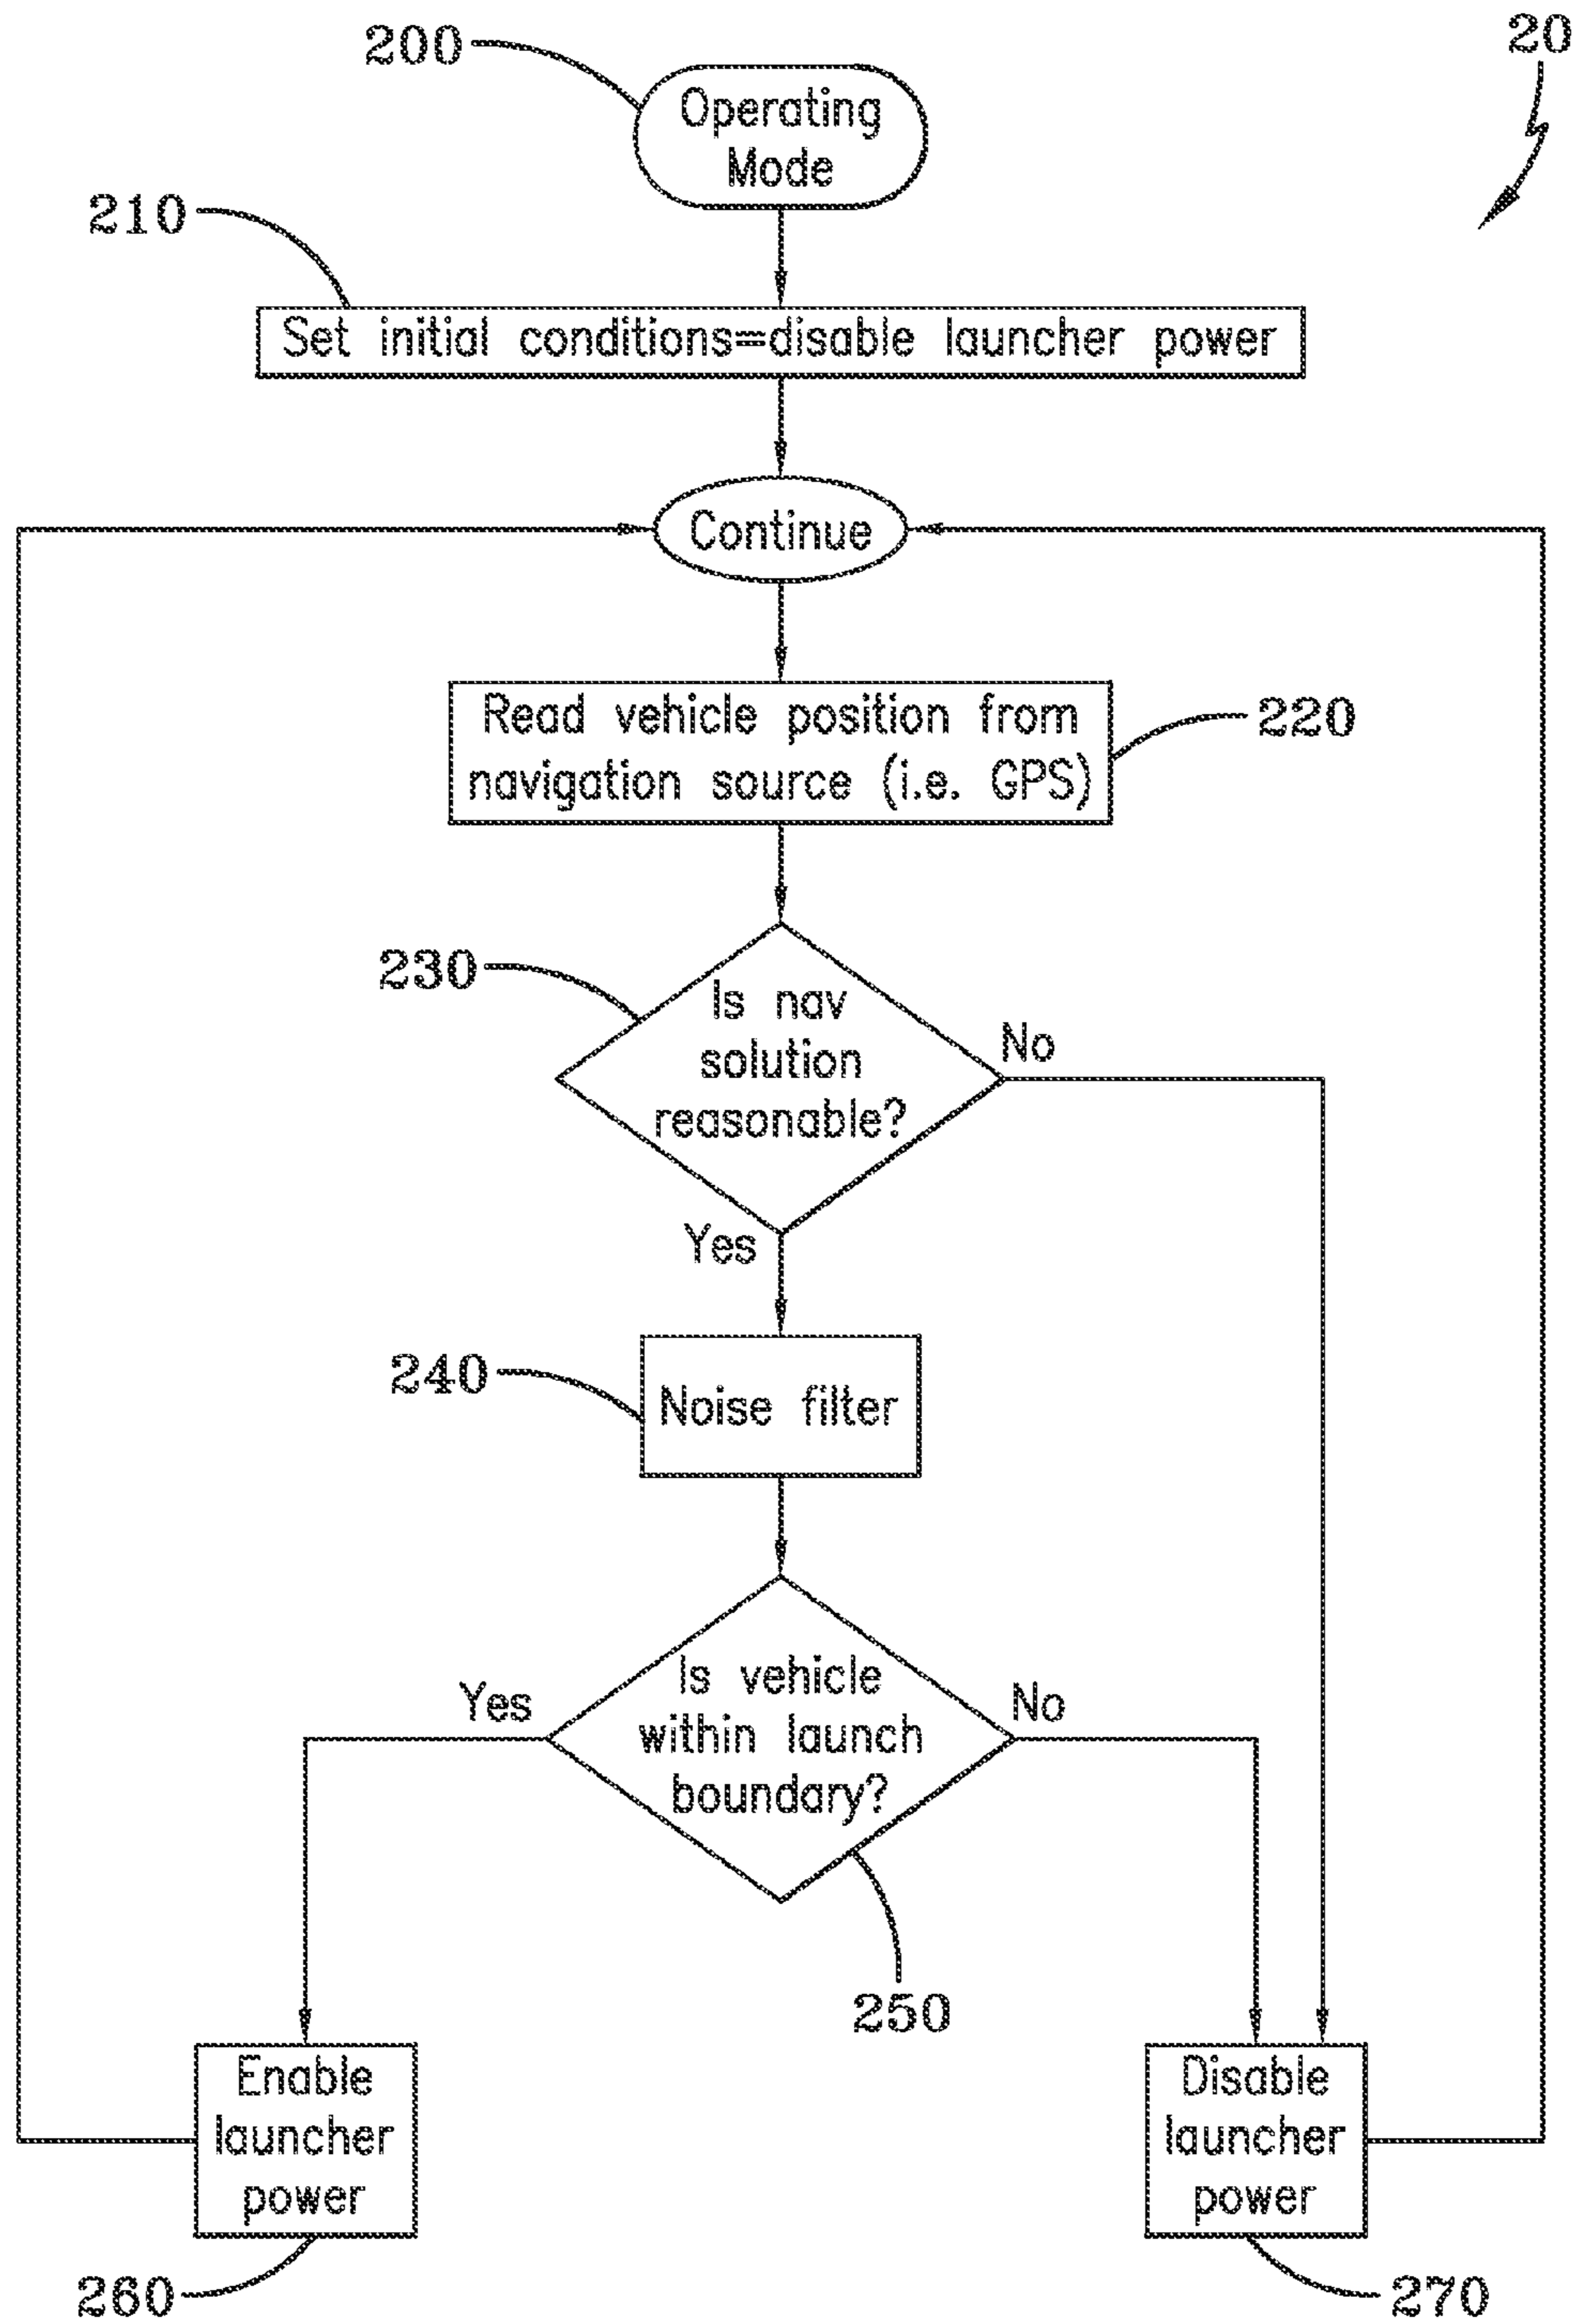 200
20
Operating
Mode
210
Set initial conditions=disable launcher power
Continue
Read vehicle position from
navigation source (i.e. GPS)
220
230
Is nav
solution
reasonable?
No
Yes
240
Noise filter
Yes
Is vehicle
within launch
boundary?
No
250
Enable
launcher
power
Disable
launcher
power
260
270